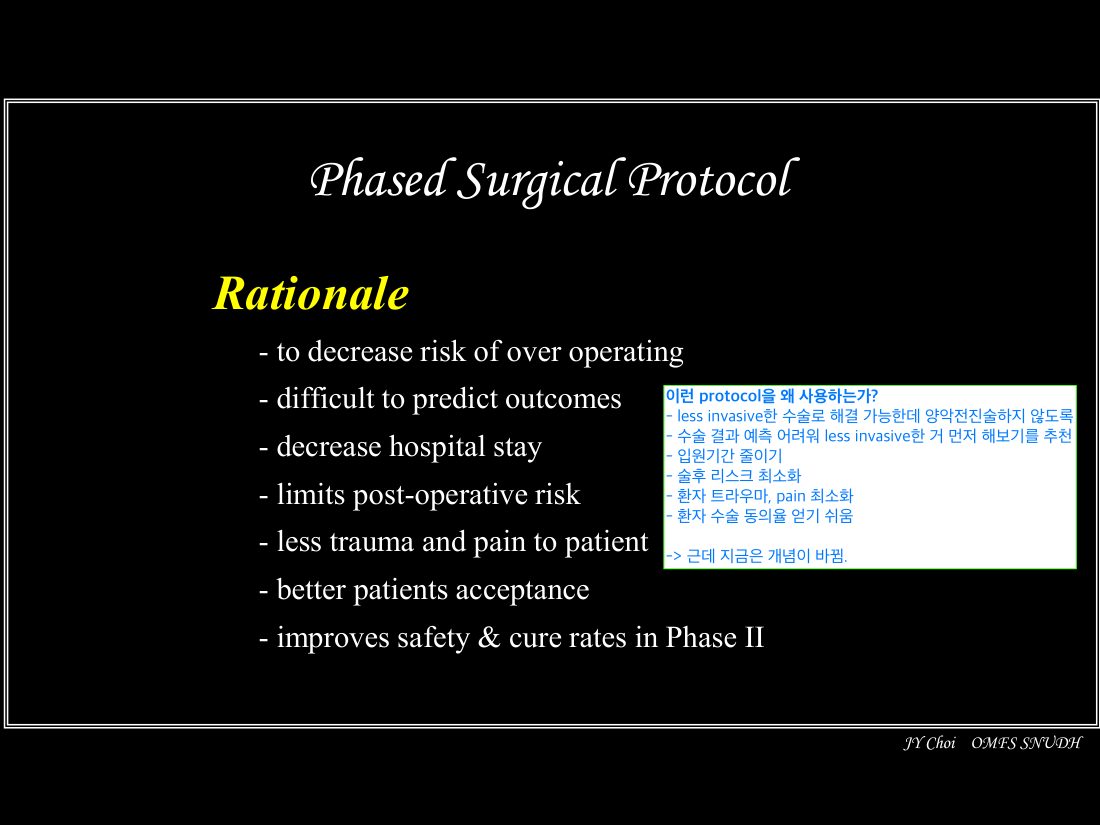 Phased Surgical Protocol
Rationale
- to decrease risk of over operating
- difficult to predict outcomes
- decrease hospital stay
- limits post-operative risk
- less trauma and pain to patient
- better patients acceptance
- improves safety & cure rates in Phase II
이런 protocol을 왜 사용하는가?
- less invasive한 수술로 해결 가능한데 양악전진술하지 않도록
- 수술 결과 예측 어려워 less invasive한 거 먼저 해보기를 추천
- 입원기간 줄이기
- 술후 리스크 최소화
- 환자 트라우마, pain 최소화
- 환자 수술 동의율 얻기 쉬움
-> 근데 지금은 개념이 바뀜.
JY Choi OMFS SNUDH